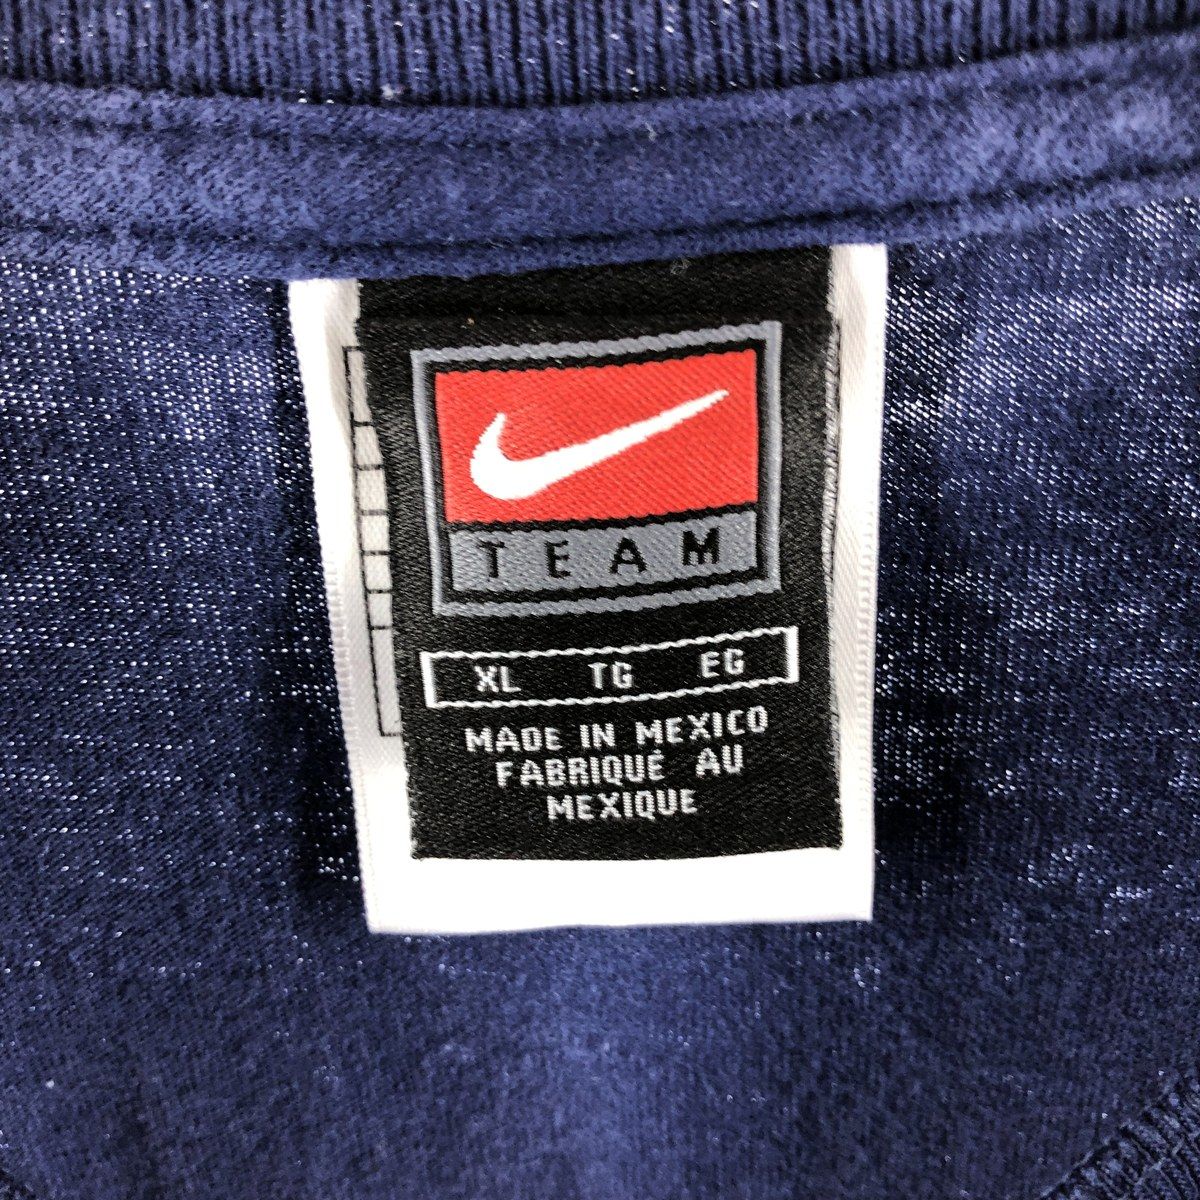 TEAM
XL TG EG
MADE IN MEXICO
FABRIQUÉ AU
MEXIQUE